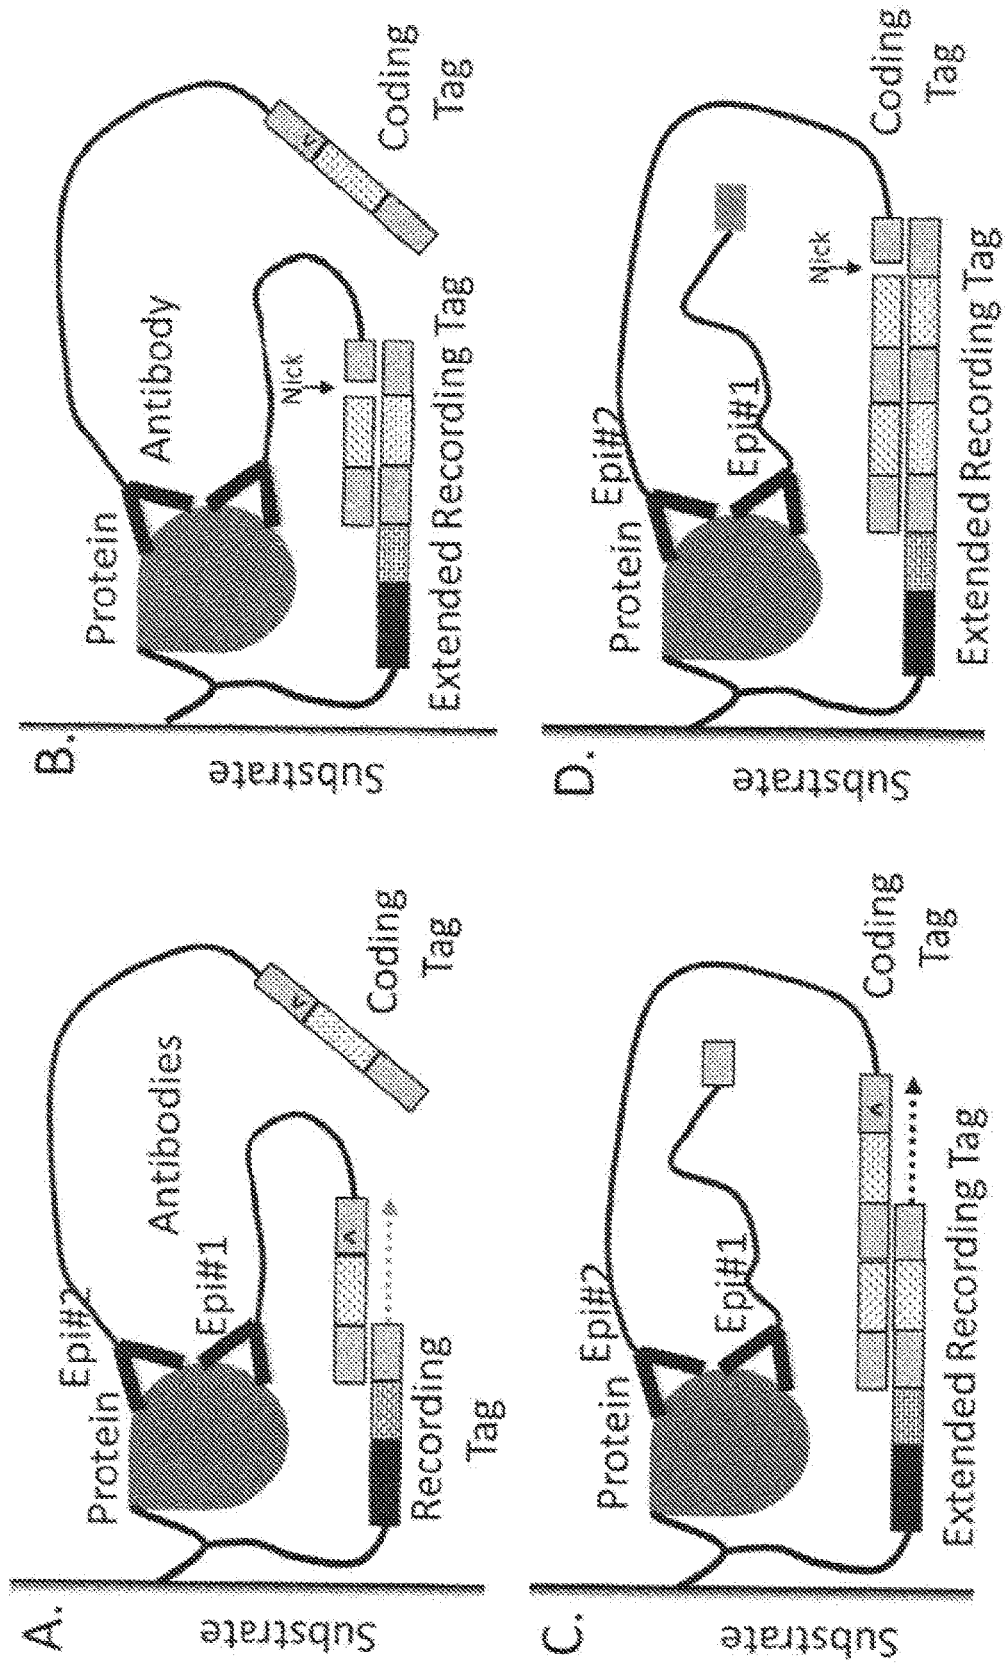 A.
Substrate
Protein
Epi#2
Epi#1
Antibodies
Recording
Tag
Coding
Tag
B.
Substrate
Protein
Antibody
Nick
Extended Recording Tag
Coding
Tag
C.
Substrate
Protein
Epi#2
Epi#1
Extended Recording Tag
Coding
Tag
D.
Substrate
Protein
Epi#2
Epi#1
Nick
Extended Recording Tag
Coding
Tag